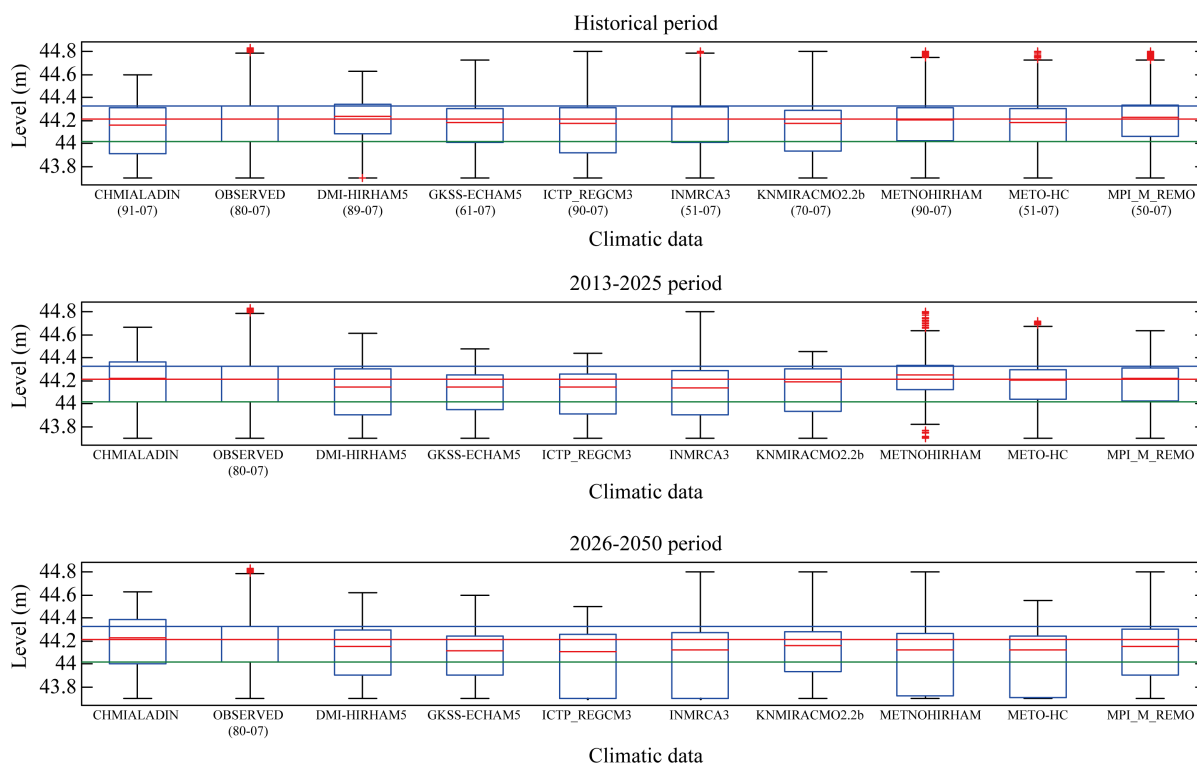 Historical period
Level (m)
44.8
44.6
44.4
44.2
44
43.8
CHMIALADIN OBSERVED DMI-HIRHAM5 GKSS-ECHAM5 ICTP_REGCM3 INMRCA3 KNMIRACMO2.2b METNOHIRHAM METO-HC MPI_M_REMO
(91-07) (80-07) (89-07) (61-07) (90-07) (51-07) (70-07) (90-07) (51-07) (50-07)
Climatic data
2013-2025 period
Level (m)
44.8
44.6
44.4
44.2
44
43.8
CHMIALADIN OBSERVED DMI-HIRHAM5 GKSS-ECHAM5 ICTP_REGCM3 INMRCA3 KNMIRACMO2.2b METNOHIRHAM METO-HC MPI_M_REMO
(80-07)
Climatic data
2026-2050 period
Level (m)
44.8
44.6
44.4
44.2
44
43.8
CHMIALADIN OBSERVED DMI-HIRHAM5 GKSS-ECHAM5 ICTP_REGCM3 INMRCA3 KNMIRACMO2.2b METNOHIRHAM METO-HC MPI_M_REMO
(80-07)
Climatic data